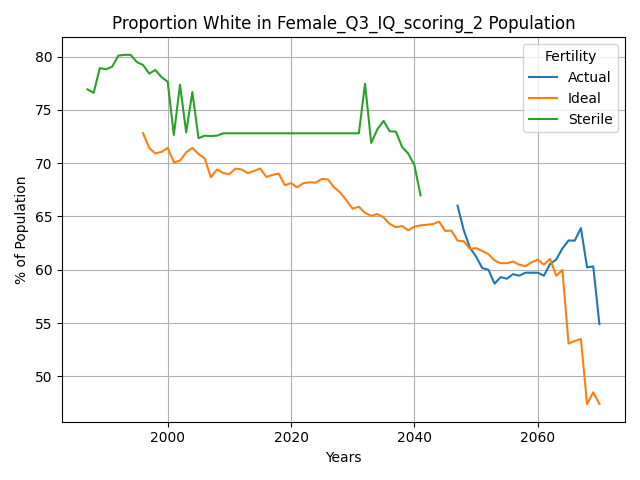 Proportion White in Female_Q3_IQ_scoring_2 Population
Fertility
Actual
Ideal
Sterile
% of Population
80
75
70
65
60
55
50
2000
2020
2040
2060
Years